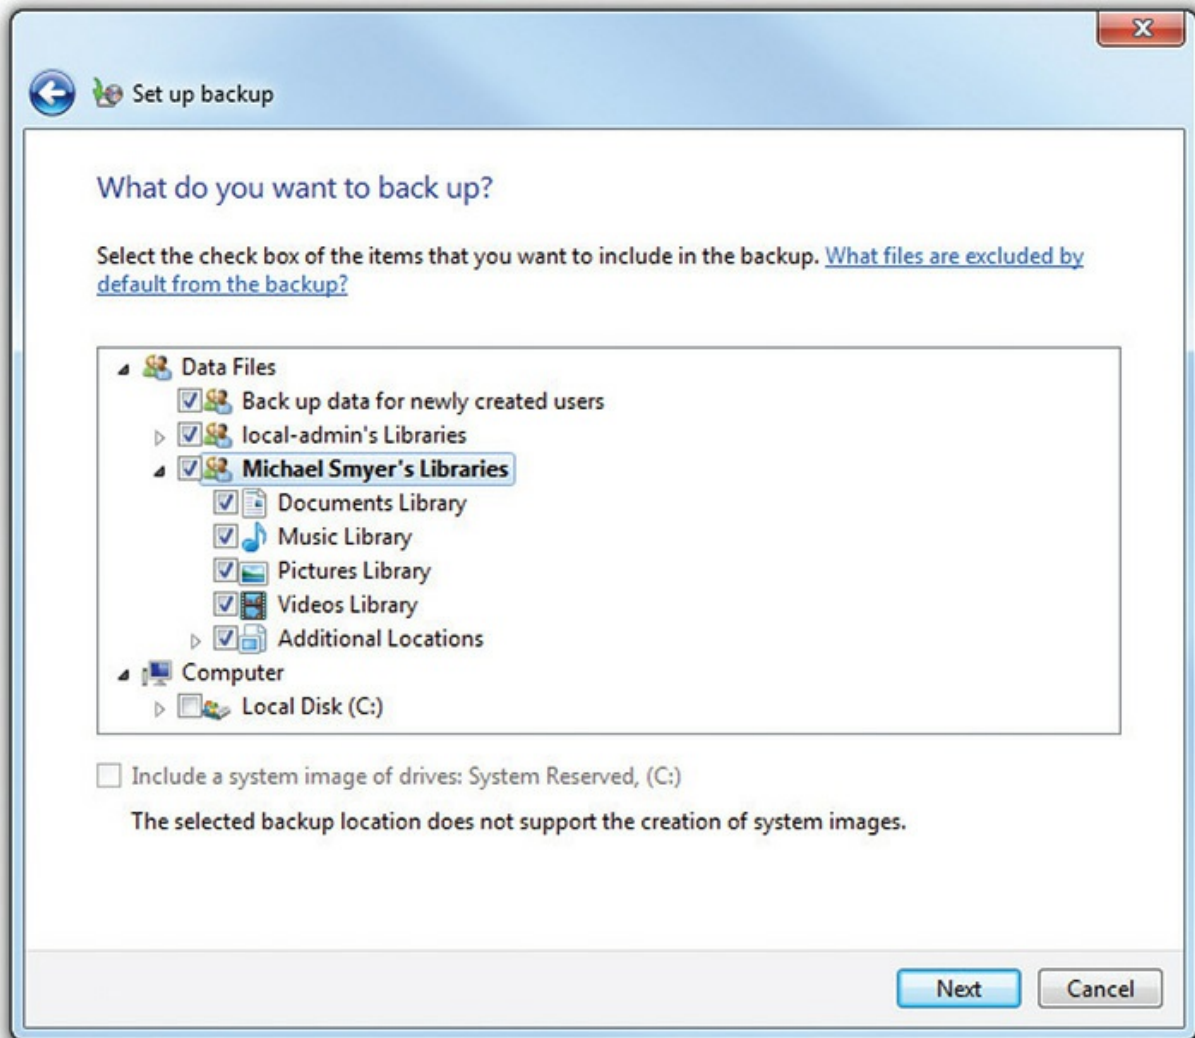 Set up backup
What do you want to back up?
Select the check box of the items that you want to include in the backup. What files are excluded by
default from the backup?
Data Files
Back up data for newly created users
local-admin's Libraries
Michael Smyer's Libraries
Documents Library
Music Library
Pictures Library
Videos Library
Additional Locations
Computer
Local Disk (C:)
Include a system image of drives: System Reserved, (C:)
The selected backup location does not support the creation of system images.
Next
Cancel